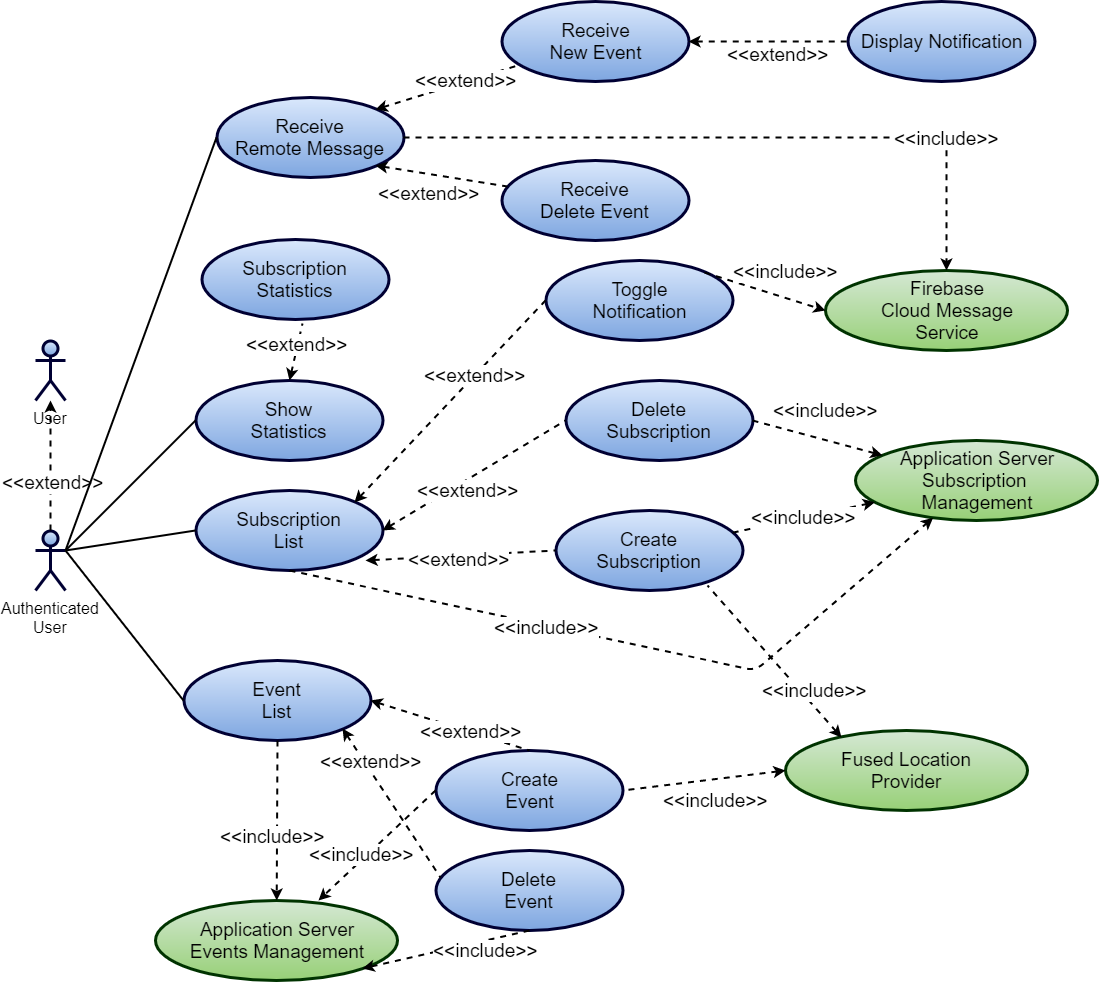 Receive
New Event
<<extend>>
Display Notification
<<extend>>
Receive
Remote Message
<<include>>
<<extend>>
Receive
Delete Event
Subscription
Statistics
<<extend>>
Toggle
Notification
<<include>>
Firebase
Cloud Message
Service
User
<<extend>>
Show
Statistics
<<extend>>
Delete
Subscription
<<include>>
Application Server
Subscription
Management
<<extend>>
Subscription
List
<<extend>>
Create
Subscription
<<include>>
Authenticated
User
<<include>>
<<include>>
Event
List
<<extend>>
<<extend>>
Create
Event
<<include>>
Fused Location
Provider
<<include>>
<<include>>
Delete
Event
<<include>>
Application Server
Events Management